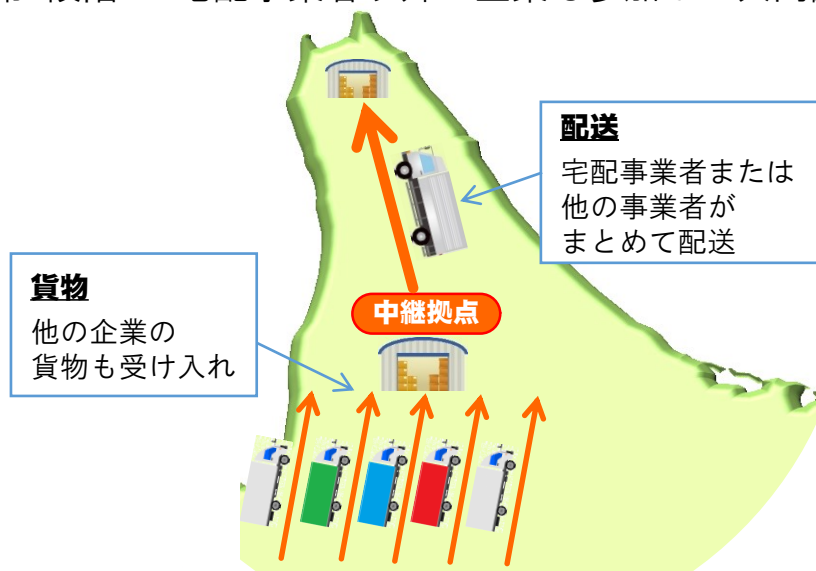 配送
宅配事業者または
他の事業者が
まとめて配送
中継拠点
貨物
他の企業の
貨物も受け入れ